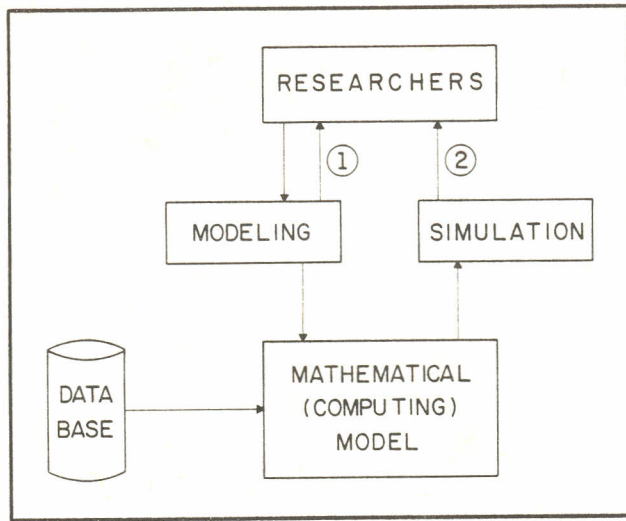 RESEARCHERS
1
2
MODELING
SIMULATION
DATA
BASE
MATHEMATICAL
(COMPUTING)
MODEL